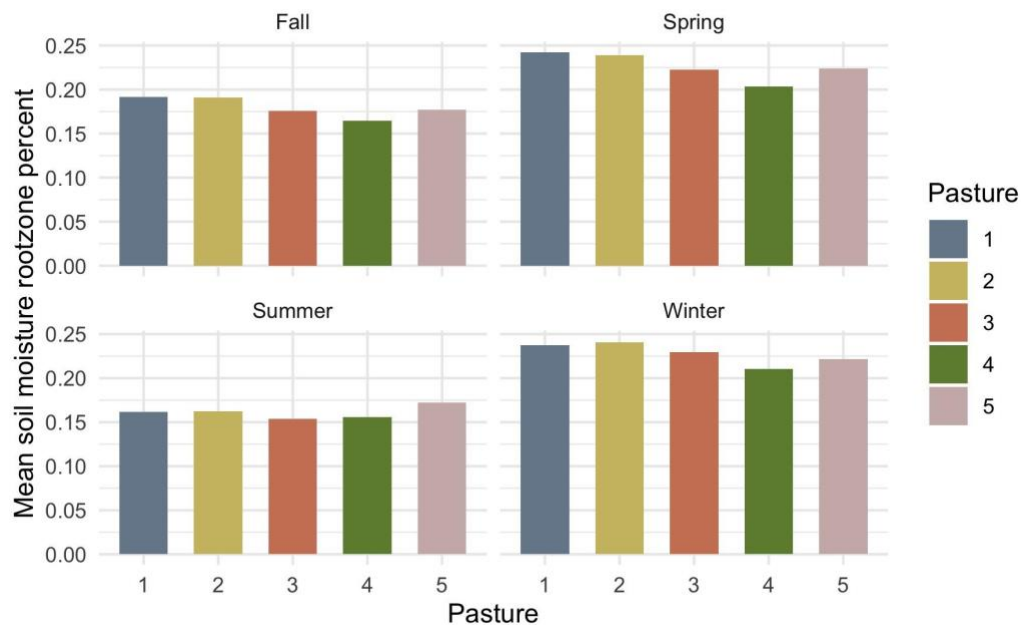 Fall
Spring
0.25
0.20
0.15
0.10
0.05
0.00
Summer
Winter
0.25
0.20
0.15
0.10
0.05
0.00
1 2 3 4 5
1 2 3 4 5
Pasture
Mean soil moisture rootzone percent
Pasture
1
2
3
4
5